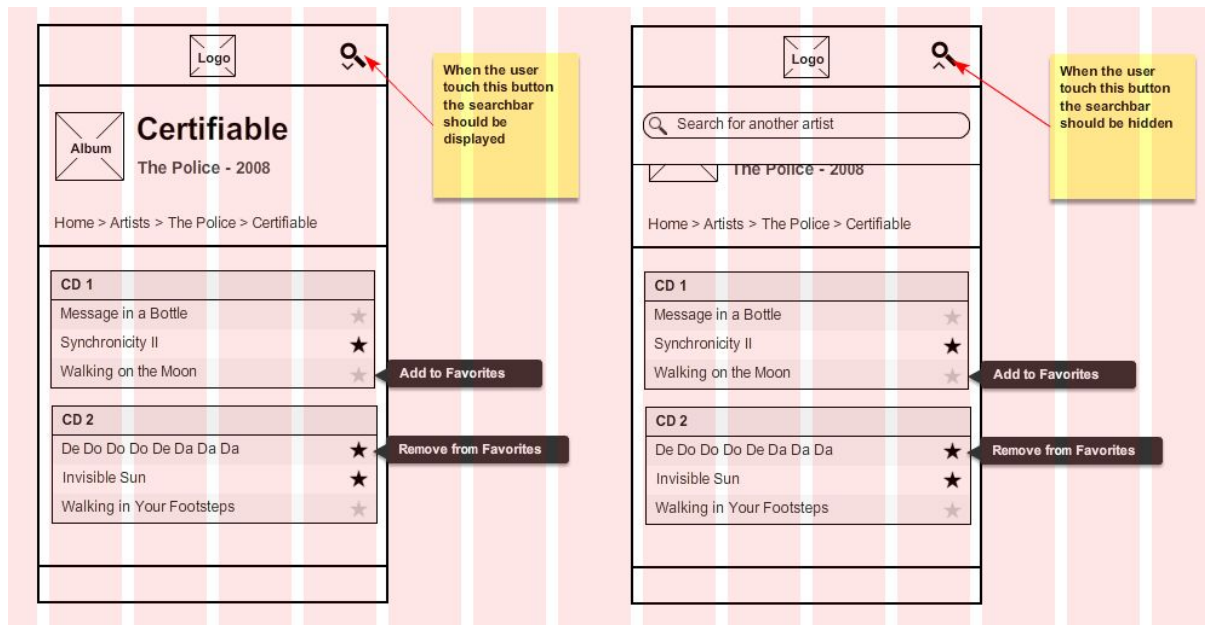 Logo
When the user
touch this button
the searchbar
should be
displayed
Album
Certifiable
The Police - 2008
Home > Artists > The Police > Certifiable
CD 1
Message in a Bottle
Synchronicity II
Walking on the Moon
Add to Favorites
CD 2
De Do Do Do De Da Da Da
Remove from Favorites
Invisible Sun
Walking in Your Footsteps
Logo
When the user
touch this button
the searchbar
should be hidden
Search for another artist
The Police - 2008
Home > Artists > The Police > Certifiable
CD 1
Message in a Bottle
Synchronicity II
Walking on the Moon
Add to Favorites
CD 2
De Do Do Do De Da Da Da
Remove from Favorites
Invisible Sun
Walking in Your Footsteps